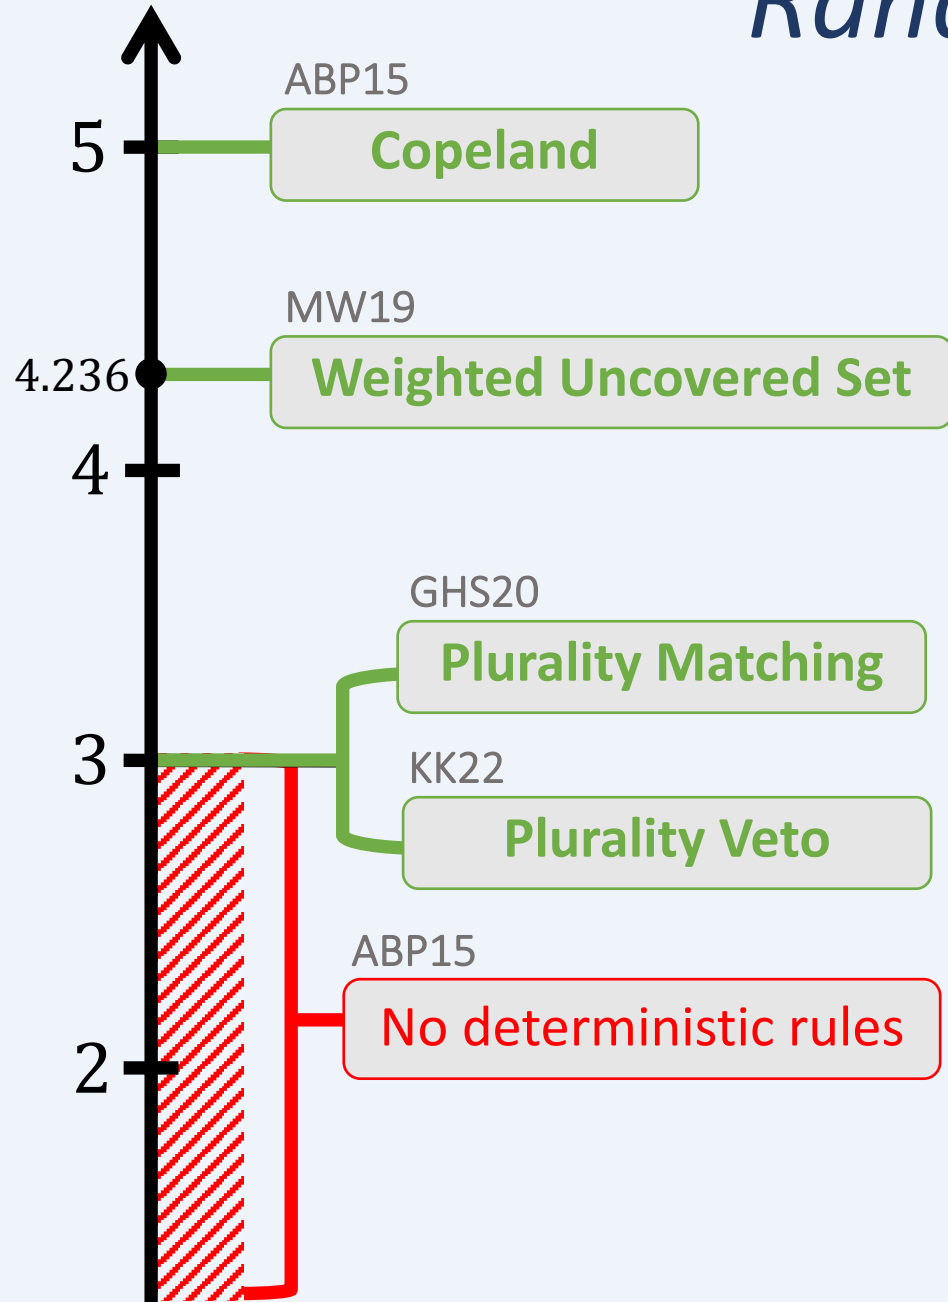 ABP15
5
Copeland
MW19
4.236
Weighted Uncovered Set
4
GHS20
Plurality Matching
3
KK22
Plurality Veto
ABP15
No deterministic rules
2